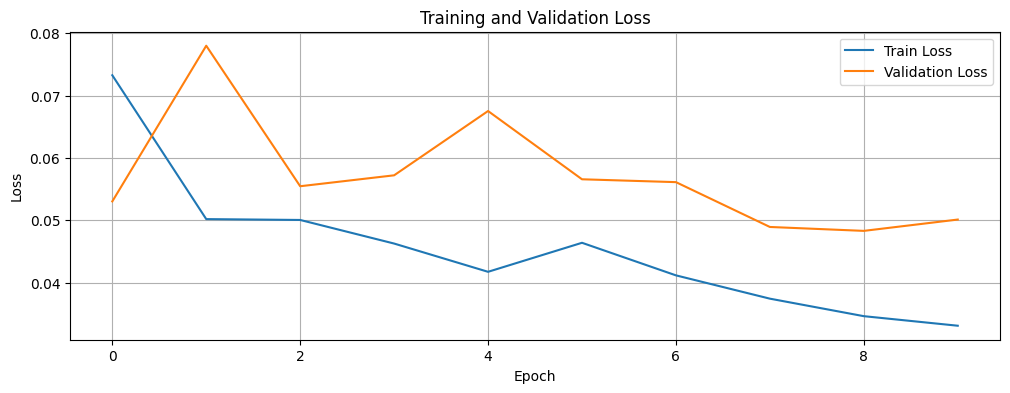 Training and Validation Loss
Train Loss
Validation Loss
0.08
0.07
0.06
0.05
0.04
Loss
0 2 4 6 8
Epoch